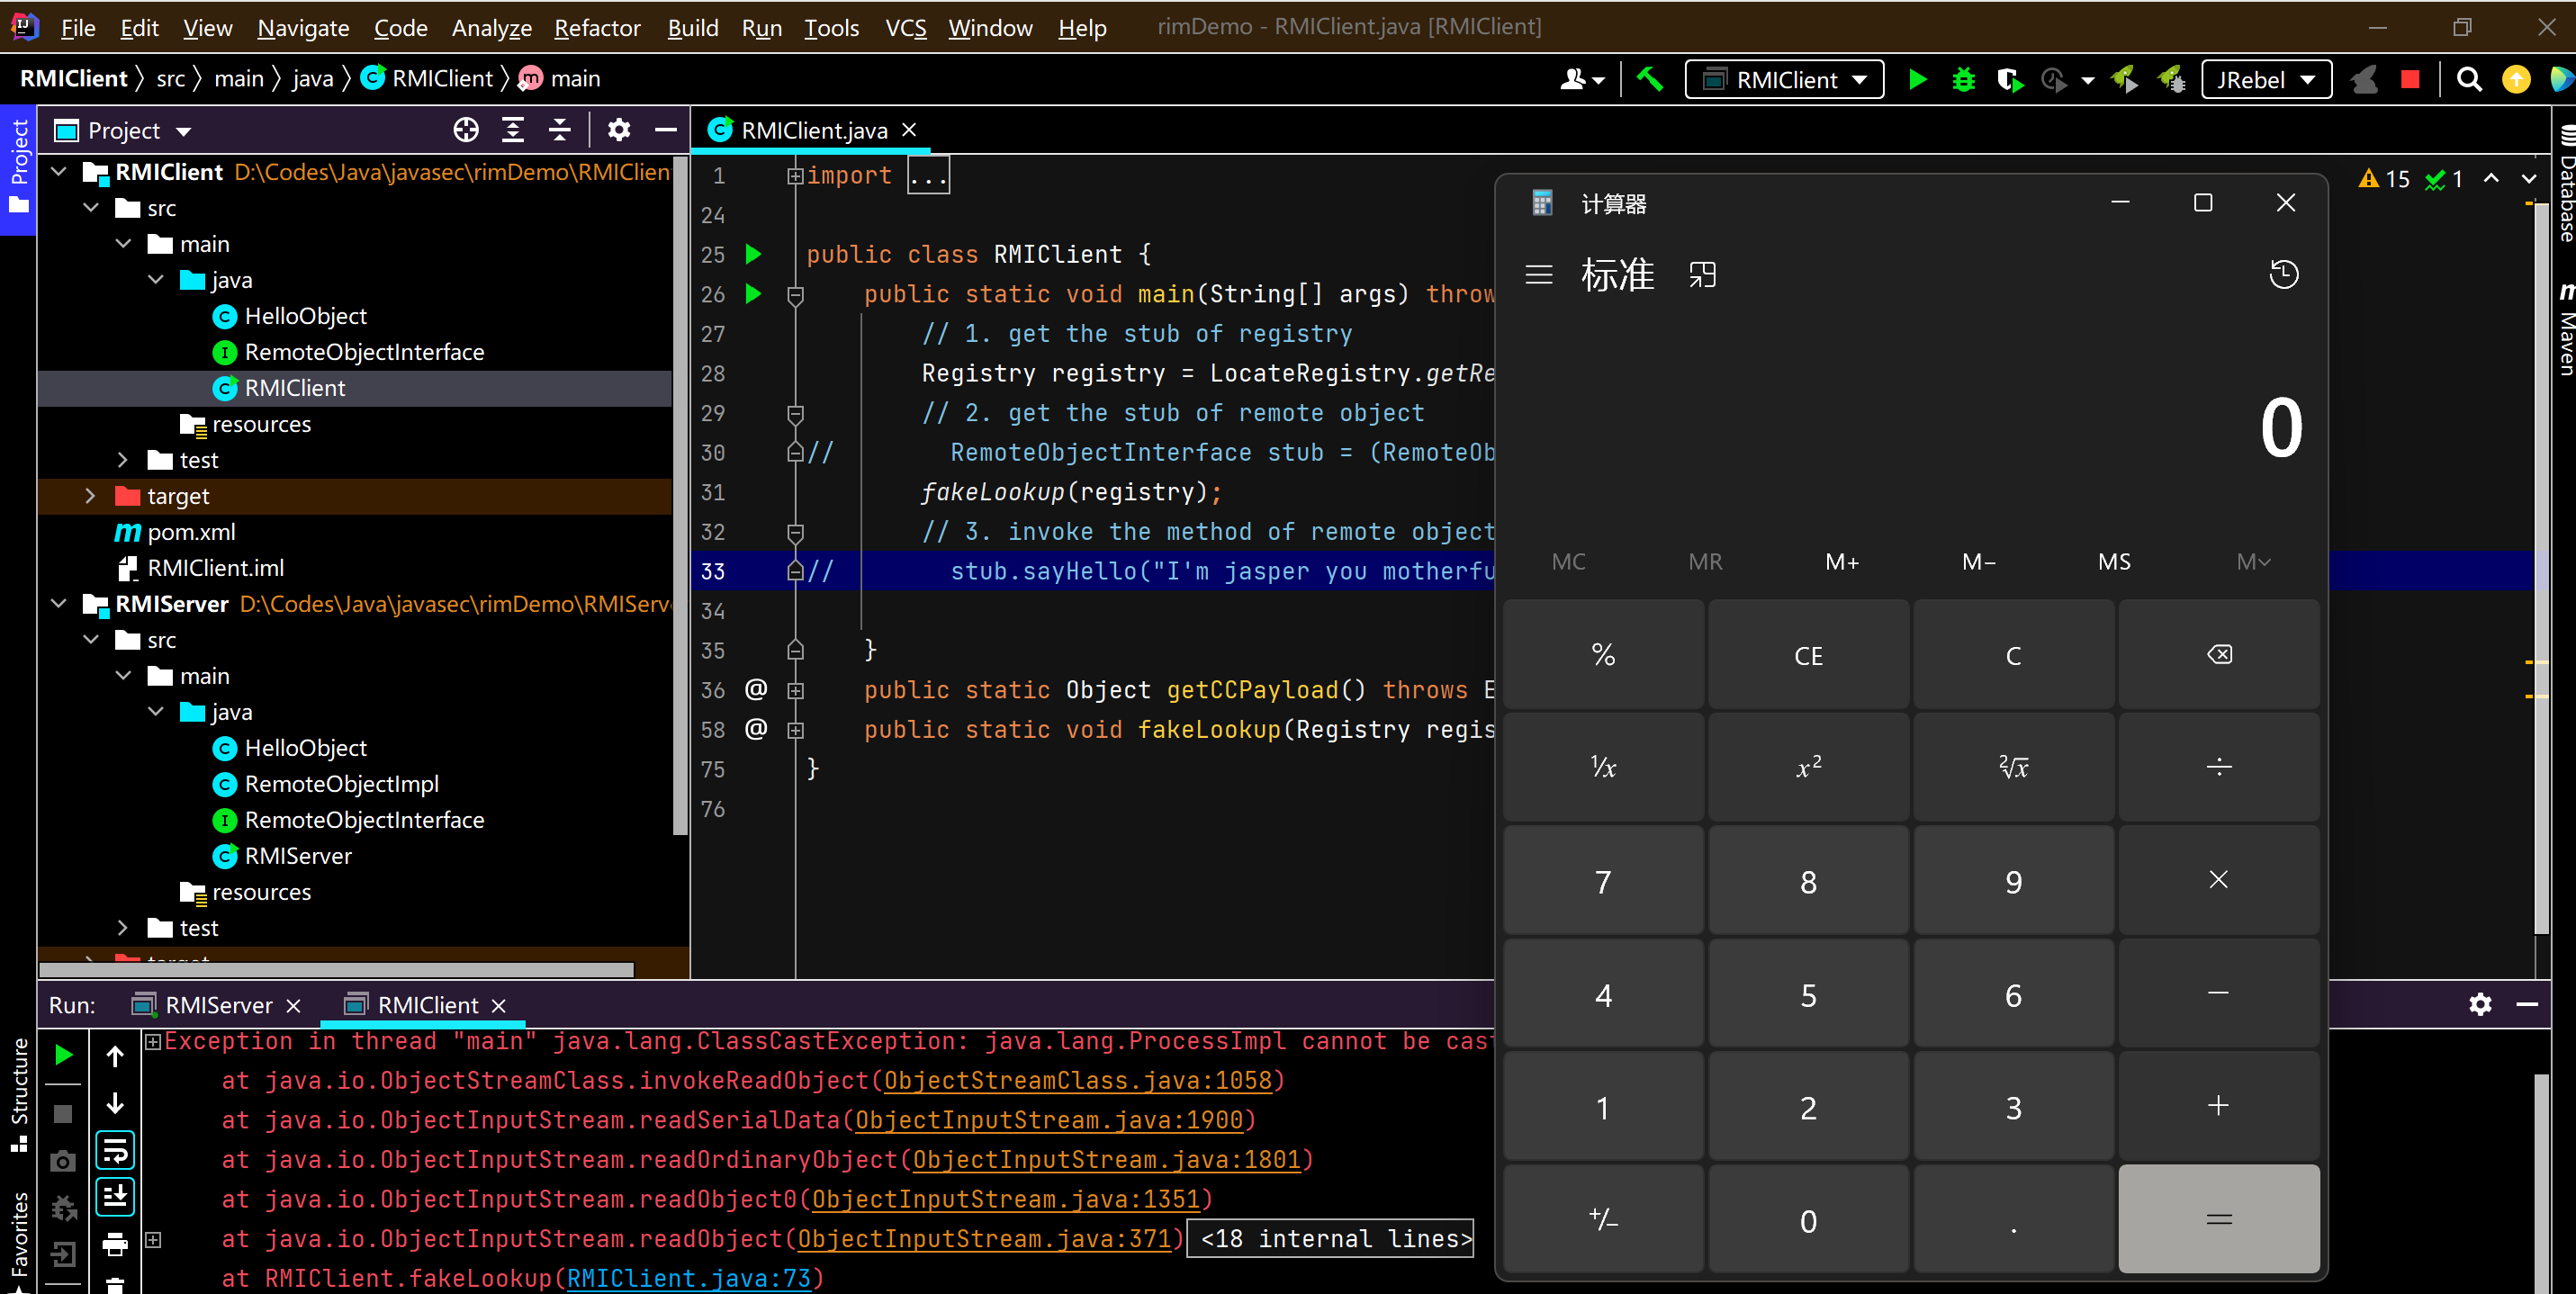 File Edit View Navigate Code Analyze Refactor Build Run Tools VCS Window Help rimDemo - RMIClient.java [RMIClient]
RMIClient src main java RMIClient main
RMIClient JRebel
Project
Project
RMIClient D:\Codes\Java\javasec\rimDemo\RMIClien
src
main
java
HelloObject
RemoteObjectInterface
RMIClient
resources
test
target
pom.xml
RMIClient.iml
RMIServer D:\Codes\Java\javasec\rimDemo\RMIServ
src
main
java
HelloObject
RemoteObjectImpl
RemoteObjectInterface
RMIServer
resources
test
target
RMIClient.java
15 1
1 import ...
24
25 public class RMIClient {
26 public static void main(String[] args) throw
27 // 1. get the stub of registry
28 Registry registry = LocateRegistry.getRe
29 // 2. get the stub of remote object
30 // RemoteObjectInterface stub = (RemoteOb
31 fakeLookup(registry);
32 // 3. invoke the method of remote object
33 // stub.sayHello("I'm jasper you motherfu
34
35 }
36 @ public static Object getCCPayload() throws E
58 @ public static void fakeLookup(Registry regis
75 }
76
Database
Maven
计算器
标准
0
MC MR M+ M− MS M
% CE C
⅟x x² ²√x ÷
7 8 9 ×
4 5 6 −
1 2 3 +
+/− 0 . =
Run: RMIServer RMIClient
Structure
Favorites
Exception in thread "main" java.lang.ClassCastException: java.lang.ProcessImpl cannot be cast
at java.io.ObjectStreamClass.invokeReadObject(ObjectStreamClass.java:1058)
at java.io.ObjectInputStream.readSerialData(ObjectInputStream.java:1900)
at java.io.ObjectInputStream.readOrdinaryObject(ObjectInputStream.java:1801)
at java.io.ObjectInputStream.readObject0(ObjectInputStream.java:1351)
at java.io.ObjectInputStream.readObject(ObjectInputStream.java:371) <18 internal lines>
at RMIClient.fakeLookup(RMIClient.java:73)